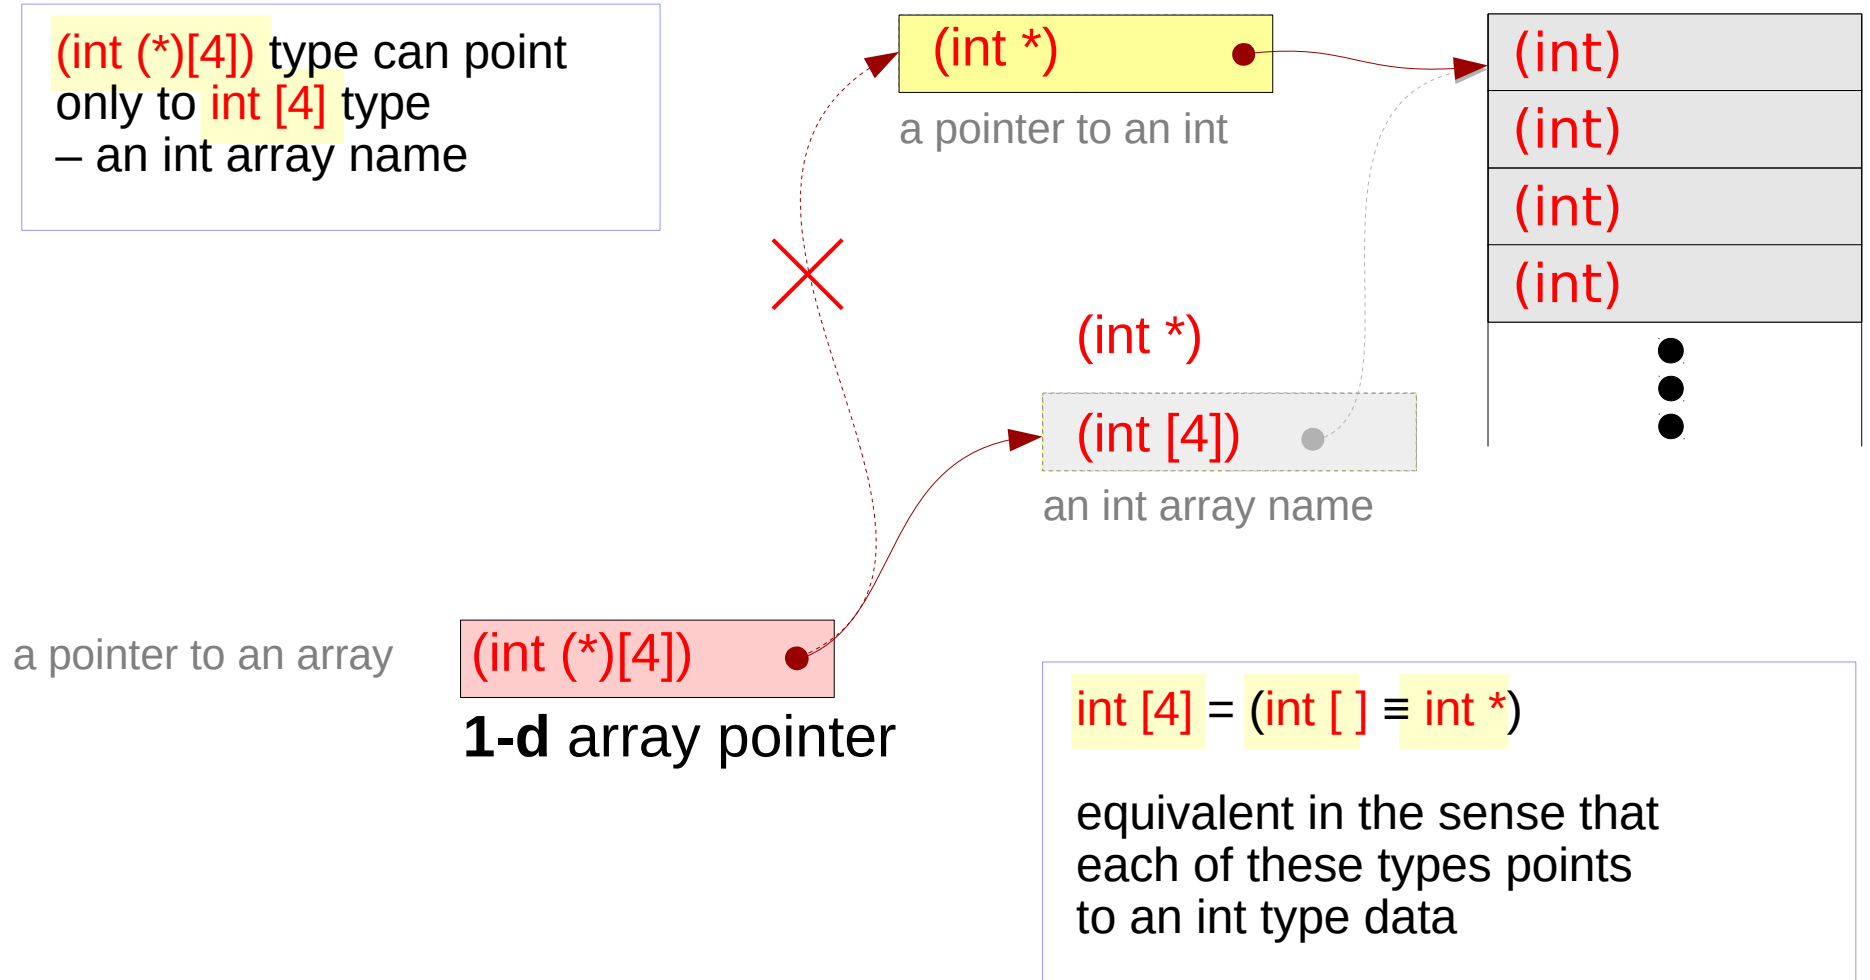 (int (*)[4]) type can point
only to int [4] type
– an int array name
(int *)
a pointer to an int
(int)
(int)
(int)
(int)
(int *)
(int [4])
an int array name
a pointer to an array
(int (*)[4])
1-d array pointer
int [4] = (int [ ] ≡ int *)
equivalent in the sense that
each of these types points
to an int type data